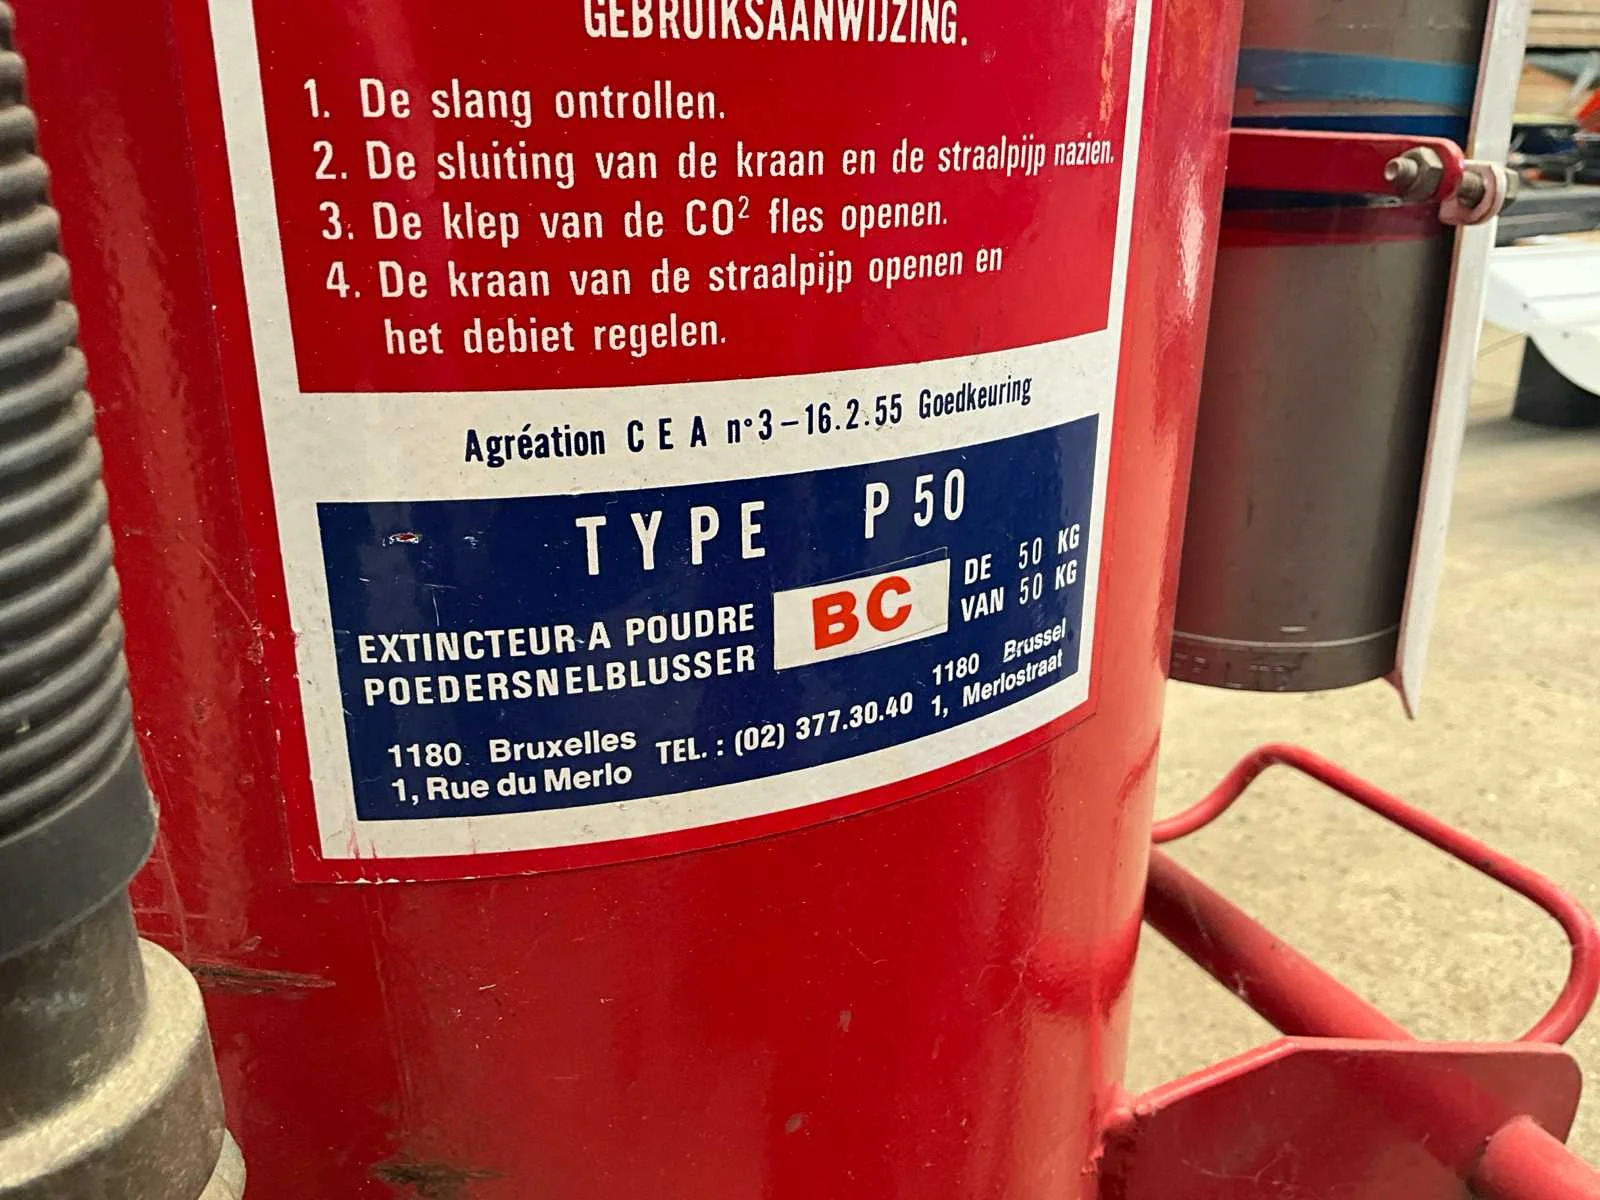 GEBRUIKSAANWIJZING.
1. De slang ontrollen.
2. De sluiting van de kraan en de straalpijp nazien.
3. De klep van de CO² fles openen.
4. De kraan van de straalpijp openen en
het debiet regelen.
Agréation C E A n°3–16.2.55 Goedkeuring
TYPE P 50
EXTINCTEUR A POUDRE BC DE 50 KG
POEDERSNELBLUSSER VAN 50 KG
1180 Bruxelles TEL. : (02) 377.30.40 1180 Brussel
1, Rue du Merlo 1, Merlostraat